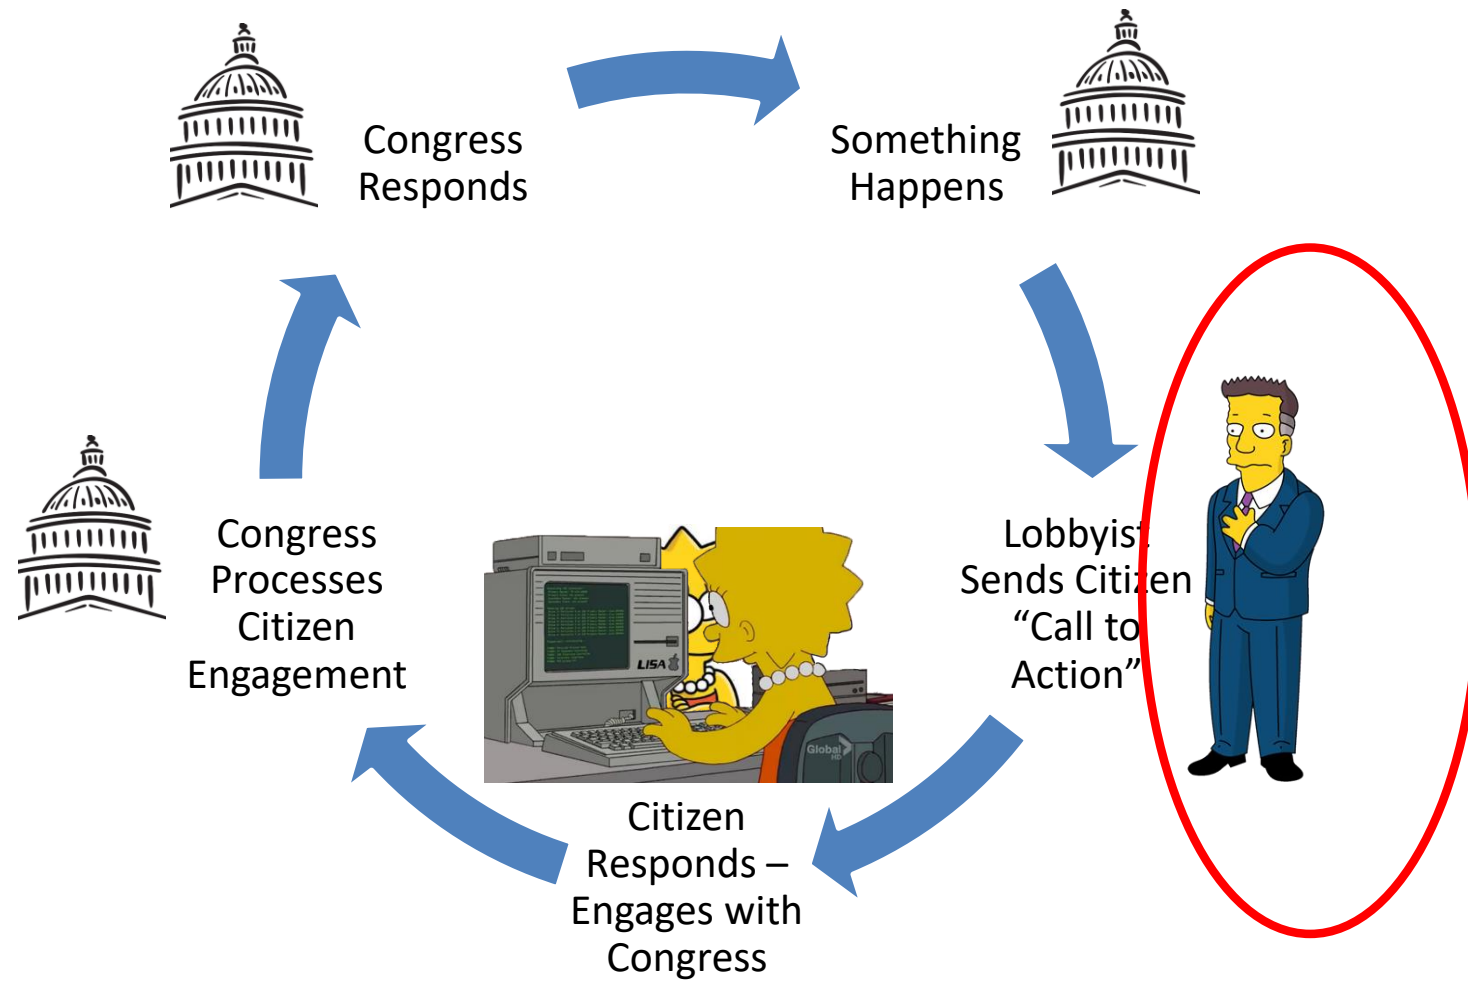 Congress
Responds
Something
Happens
Lobbyist
Sends Citizen
“Call to
Action”
Citizen
Responds –
Engages with
Congress
Congress
Processes
Citizen
Engagement
LISA
Global
HD